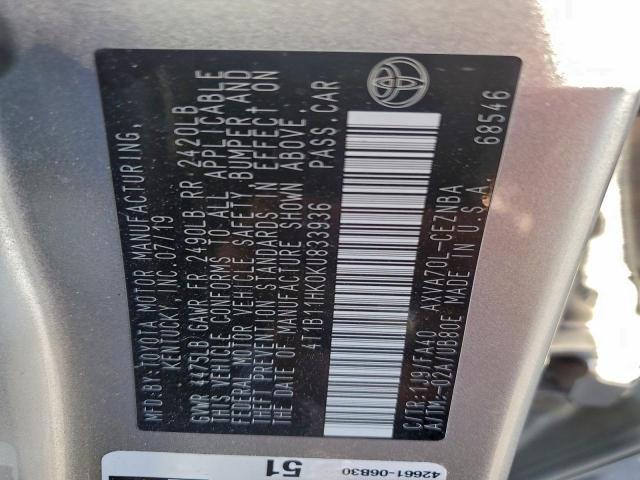 MFD.BY:TOYOTA MOTOR MANUFACTURING,
KENTUCKY INC. 07/19
GVWR 4475LB GAWR FR 2490LB RR 2420LB
THIS VEHICLE CONFORMS TO ALL APPLICABLE
FEDERAL MOTOR VEHICLE SAFETY, BUMPER, AND
THEFT PREVENTION STANDARDS IN EFFECT ON
THE DATE OF MANUFACTURE SHOWN ABOVE.
4T1B11HK0KU833936 PASS.CAR
C/TR:1J9/FA40 AXVA70L-CEZNBA
A/TM:-02A/UB80E MADE IN U.S.A. 68546
42661-06B30
51